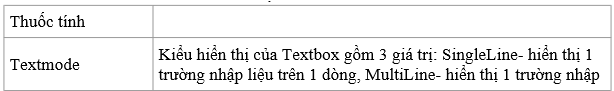 Thuốc tính
Textmode
Kiểu hiển thị của Textbox gồm 3 giá trị: SingleLine- hiển thị 1
trường nhập liệu trên 1 dòng, MultiLine- hiển thị 1 trường nhập